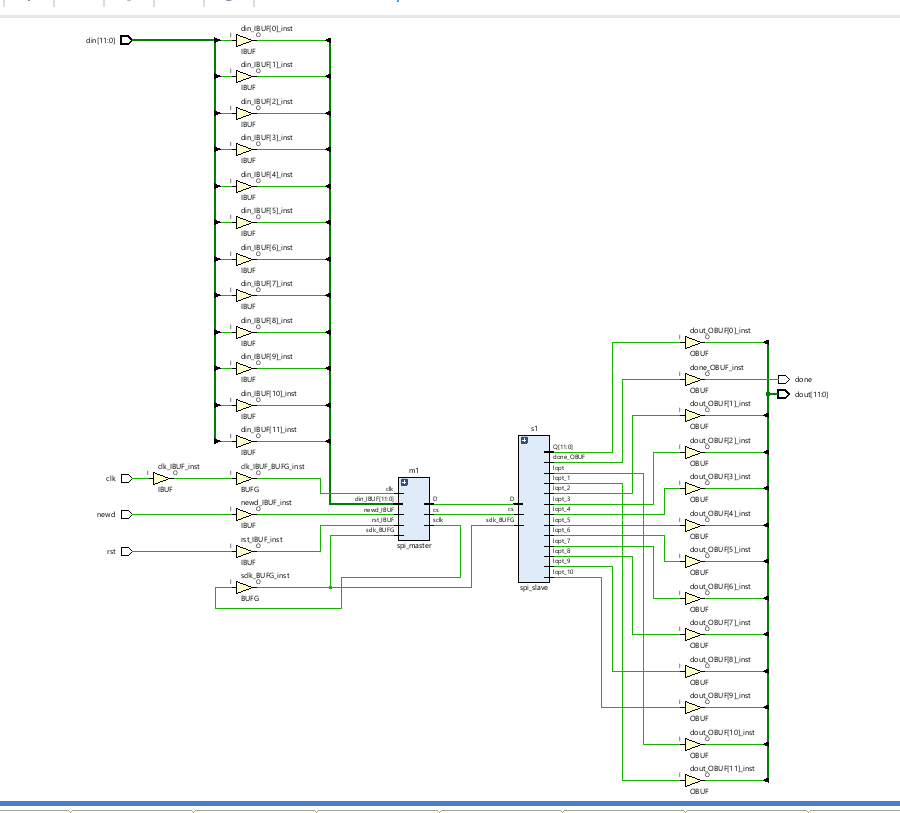 din[11:0]
din_IBUF[0]_inst
I
O
IBUF
din_IBUF[1]_inst
I
O
IBUF
din_IBUF[2]_inst
I
O
IBUF
din_IBUF[3]_inst
I
O
IBUF
din_IBUF[4]_inst
I
O
IBUF
din_IBUF[5]_inst
I
O
IBUF
din_IBUF[6]_inst
I
O
IBUF
din_IBUF[7]_inst
I
O
IBUF
din_IBUF[8]_inst
I
O
IBUF
din_IBUF[9]_inst
I
O
IBUF
din_IBUF[10]_inst
I
O
IBUF
din_IBUF[11]_inst
I
O
IBUF
clk
clk_IBUF_inst
I
O
IBUF
clk_IBUF_BUFG_inst
I
O
BUFG
newd
newd_IBUF_inst
I
O
IBUF
rst
rst_IBUF_inst
I
O
IBUF
sclk_BUFG_inst
I
O
BUFG
m1
clk
din_IBUF[11:0]
newd_IBUF
rst_IBUF
sclk_BUFG
D
cs
sclk
spi_master
s1
D
cs
sclk_BUFG
Q[11:0]
done_OBUF
lopt
lopt_1
lopt_2
lopt_3
lopt_4
lopt_5
lopt_6
lopt_7
lopt_8
lopt_9
lopt_10
spi_slave
dout_OBUF[0]_inst
I
O
OBUF
done_OBUF_inst
I
O
OBUF
done
dout[11:0]
dout_OBUF[1]_inst
I
O
OBUF
dout_OBUF[2]_inst
I
O
OBUF
dout_OBUF[3]_inst
I
O
OBUF
dout_OBUF[4]_inst
I
O
OBUF
dout_OBUF[5]_inst
I
O
OBUF
dout_OBUF[6]_inst
I
O
OBUF
dout_OBUF[7]_inst
I
O
OBUF
dout_OBUF[8]_inst
I
O
OBUF
dout_OBUF[9]_inst
I
O
OBUF
dout_OBUF[10]_inst
I
O
OBUF
dout_OBUF[11]_inst
I
O
OBUF